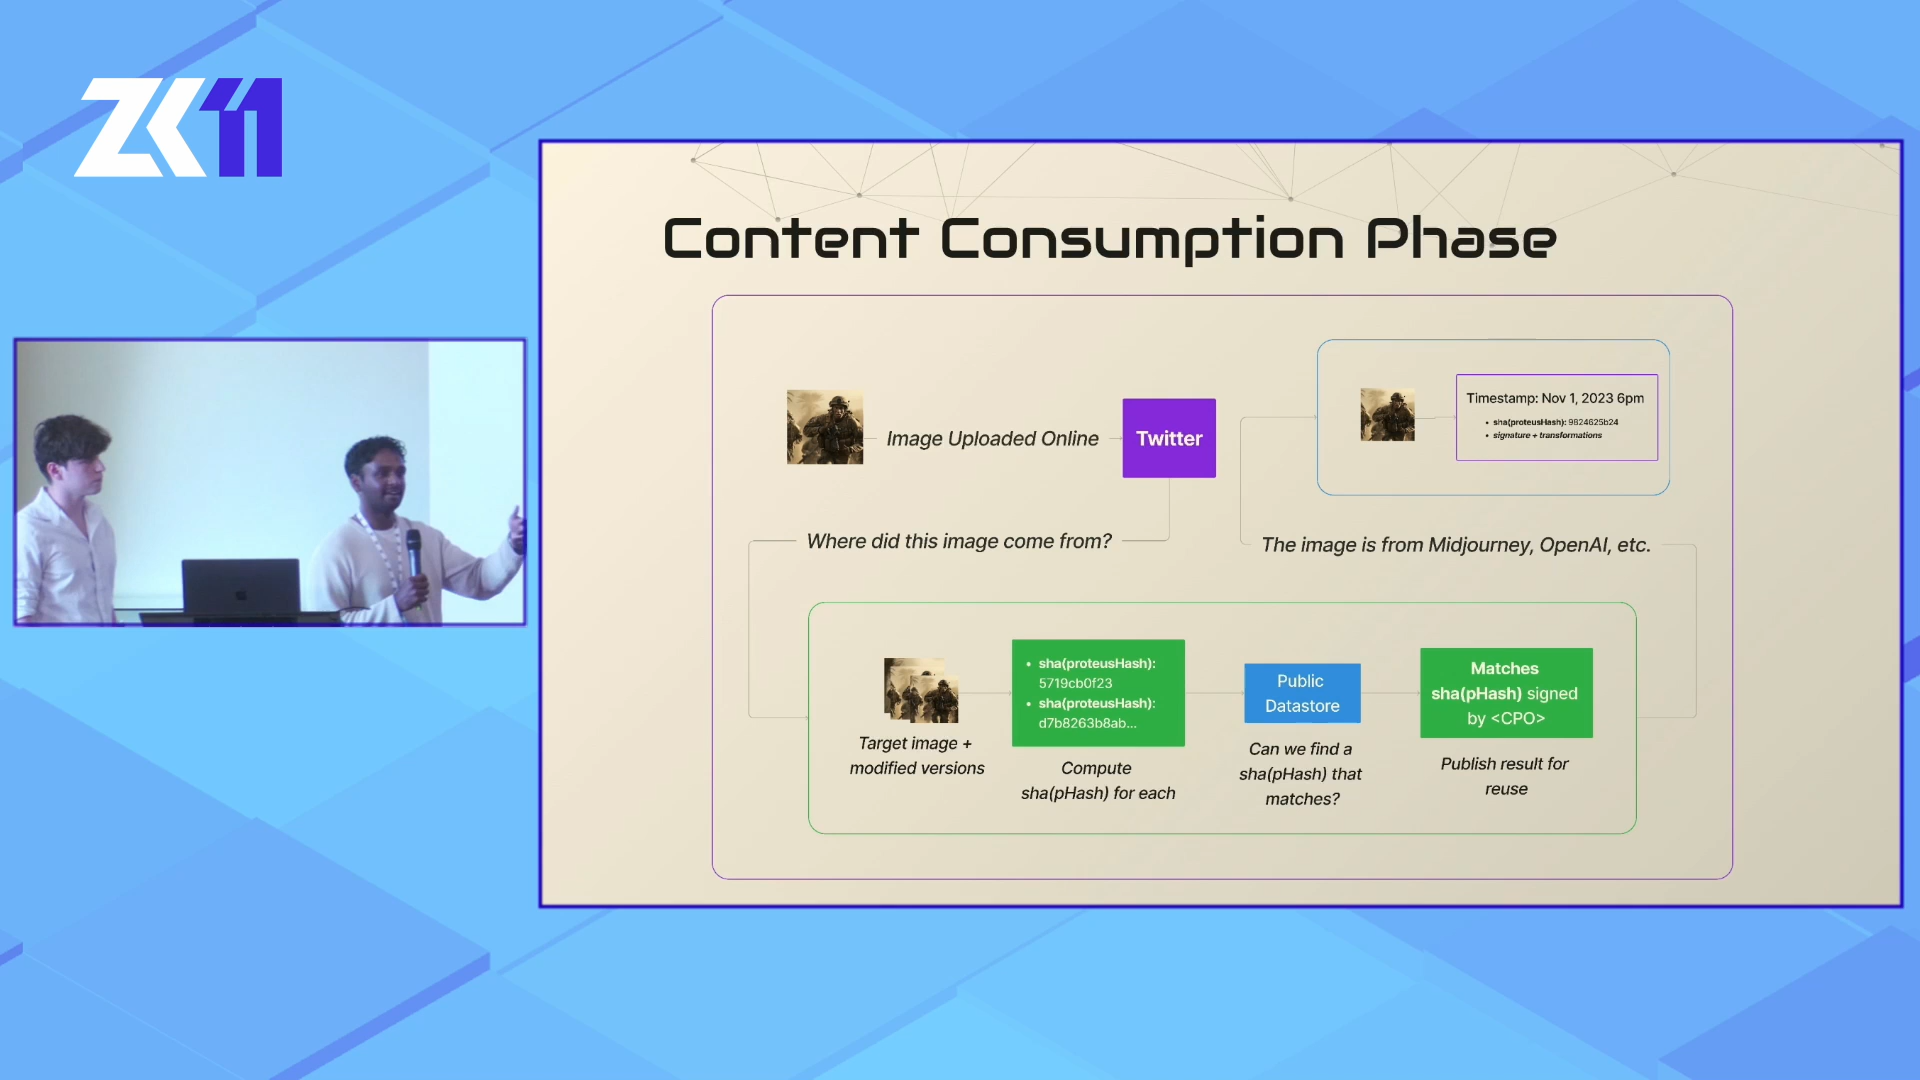 ZK11
Content Consumption Phase
Image Uploaded Online
Twitter
Timestamp: Nov 1, 2023 6pm
• sha(proteusHash): 9824625b24
• signature + transformations
Where did this image come from?
The image is from Midjourney, OpenAI, etc.
Target image +
modified versions
• sha(proteusHash):
5719cb0f23
• sha(proteusHash):
d7b8263b8ab...
Compute
sha(pHash) for each
Public
Datastore
Can we find a
sha(pHash) that
matches?
Matches
sha(pHash) signed
by <CPO>
Publish result for
reuse